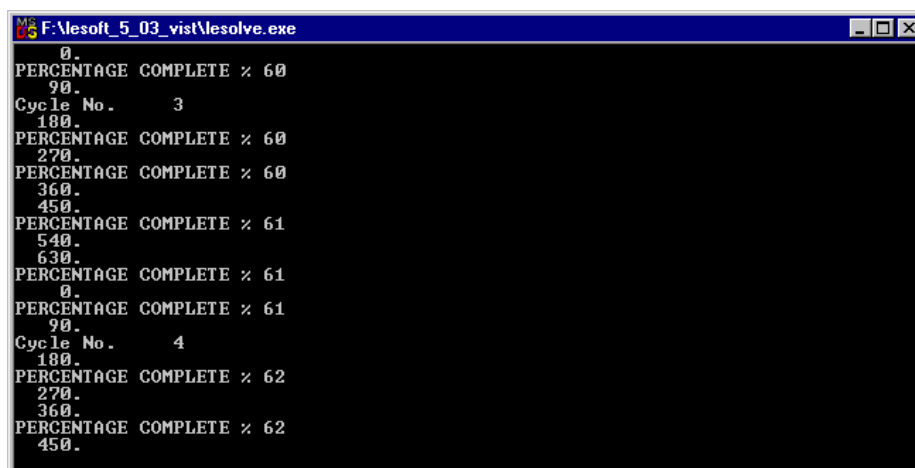 F:\lesoft_5_03_vist\lesolve.exe
0.
PERCENTAGE COMPLETE % 60
90.
Cycle No. 3
180.
PERCENTAGE COMPLETE % 60
270.
PERCENTAGE COMPLETE % 60
360.
450.
PERCENTAGE COMPLETE % 61
540.
630.
PERCENTAGE COMPLETE % 61
0.
PERCENTAGE COMPLETE % 61
90.
Cycle No. 4
180.
PERCENTAGE COMPLETE % 62
270.
360.
PERCENTAGE COMPLETE % 62
450.